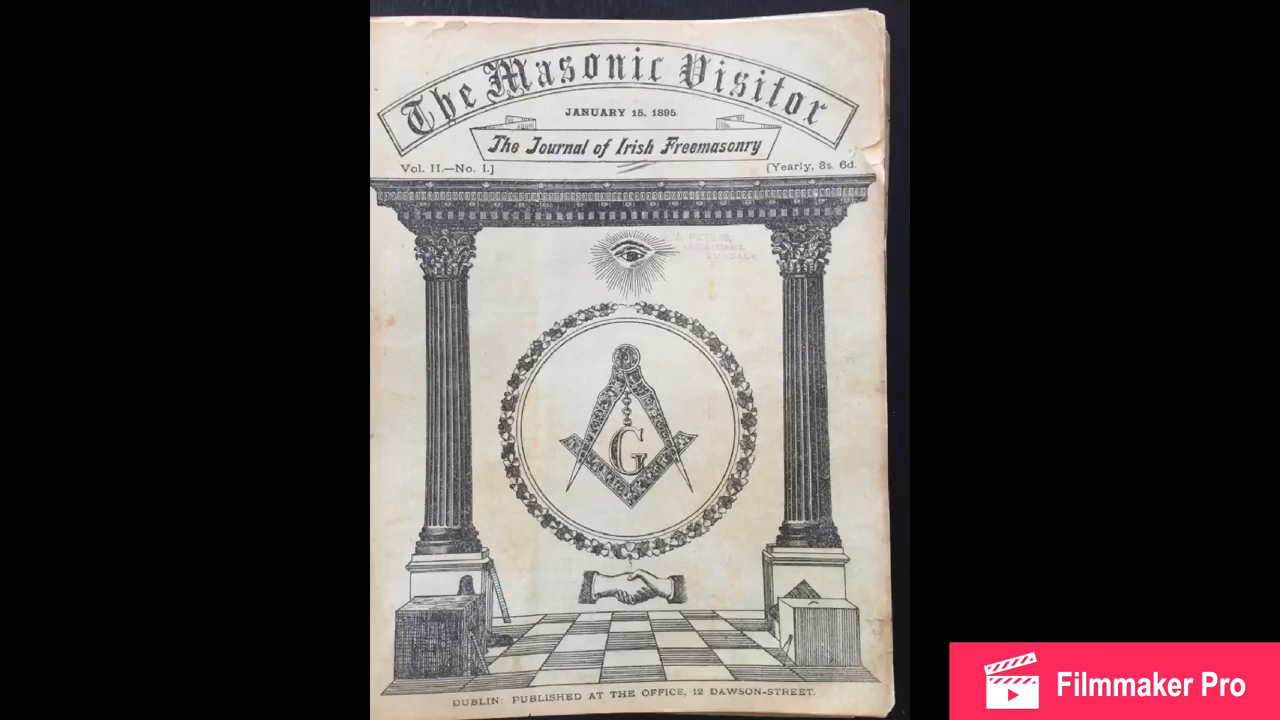 The Masonic Visitor
JANUARY 15, 1895.
The Journal of Irish Freemasonry
Vol. II.—No. I.]
[Yearly, 3s. 6d.
G
DUBLIN: PUBLISHED AT THE OFFICE, 12 DAWSON-STREET.
Filmmaker Pro